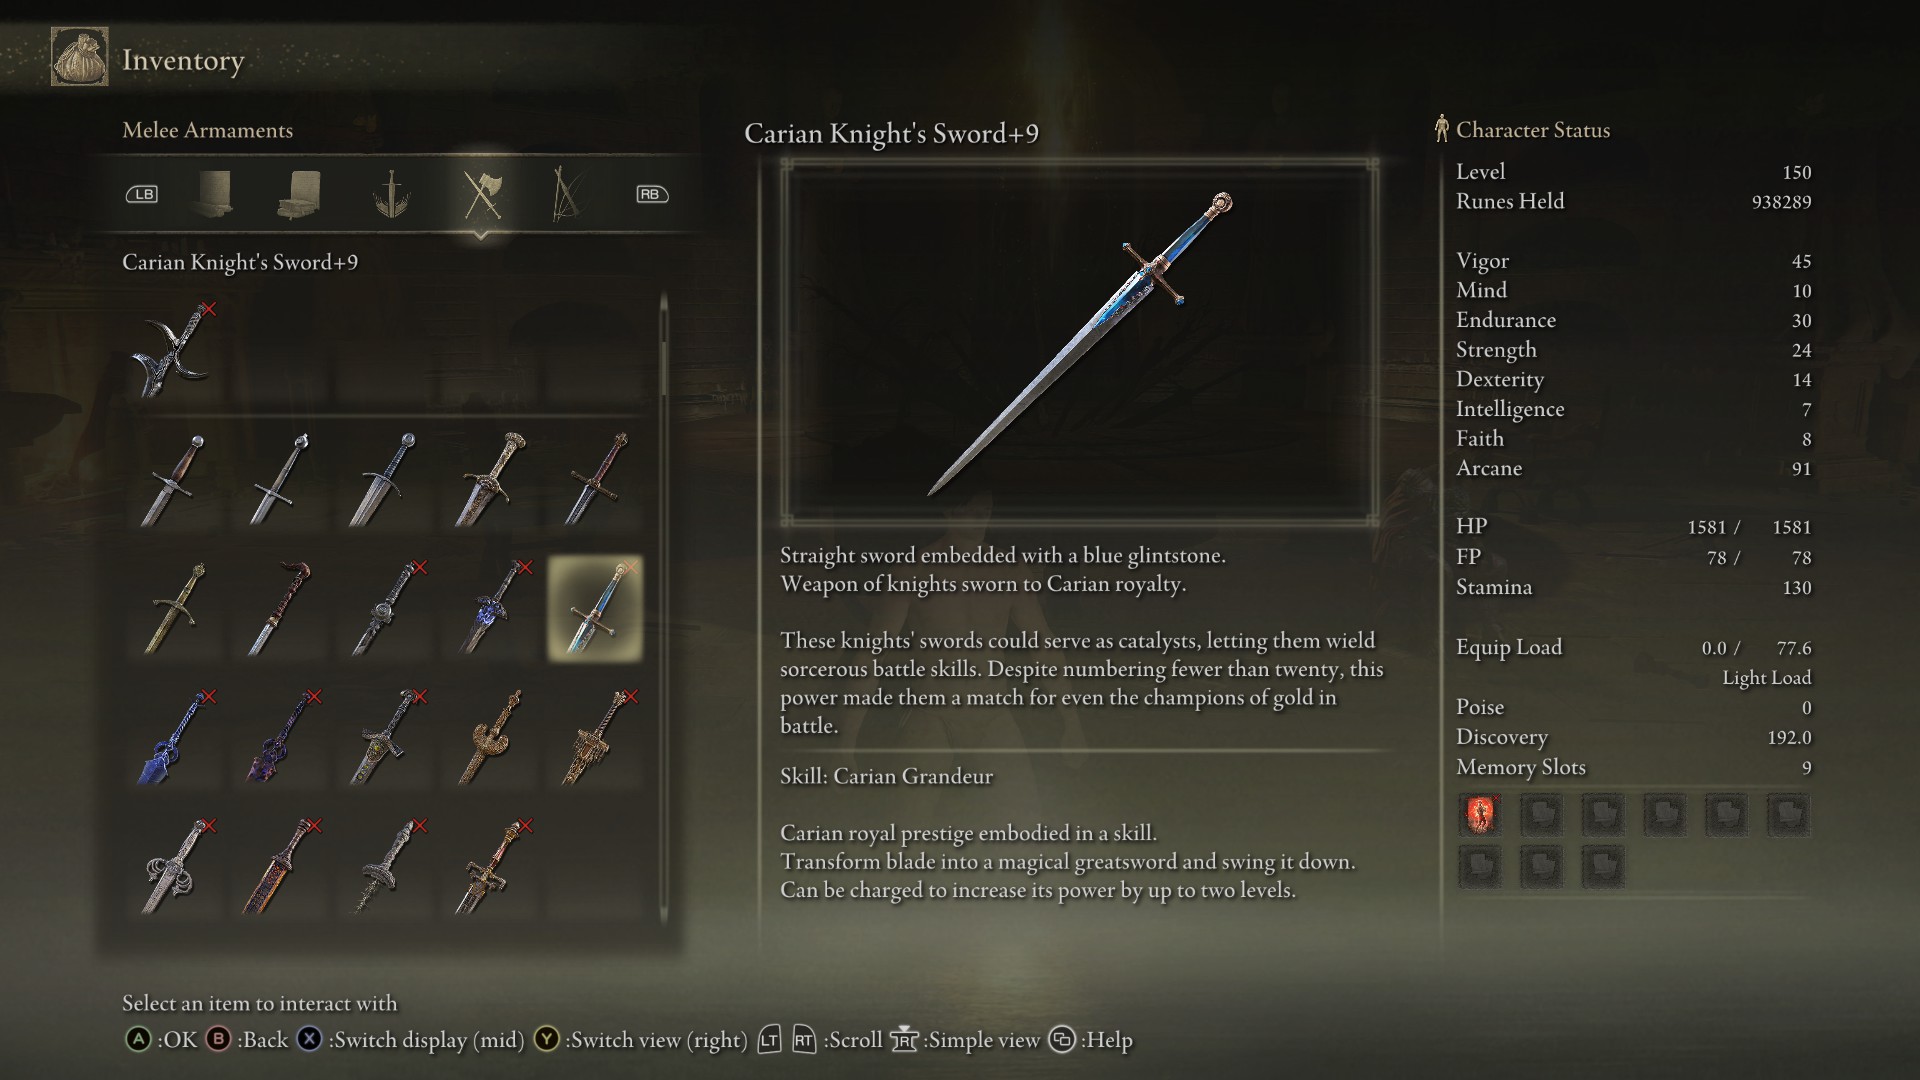 Inventory
Melee Armaments
LB
RB
Carian Knight's Sword+9
Carian Knight's Sword+9
Straight sword embedded with a blue glintstone.
Weapon of knights sworn to Carian royalty.
These knights' swords could serve as catalysts, letting them wield
sorcerous battle skills. Despite numbering fewer than twenty, this
power made them a match for even the champions of gold in
battle.
Skill: Carian Grandeur
Carian royal prestige embodied in a skill.
Transform blade into a magical greatsword and swing it down.
Can be charged to increase its power by up to two levels.
Character Status
Level 150
Runes Held 938289
Vigor 45
Mind 10
Endurance 30
Strength 24
Dexterity 14
Intelligence 7
Faith 8
Arcane 91
HP 1581 / 1581
FP 78 / 78
Stamina 130
Equip Load 0.0 / 77.6
Light Load
Poise 0
Discovery 192.0
Memory Slots 9
Select an item to interact with
A :OK B :Back X :Switch display (mid) Y :Switch view (right) LT RT :Scroll R :Simple view :Help